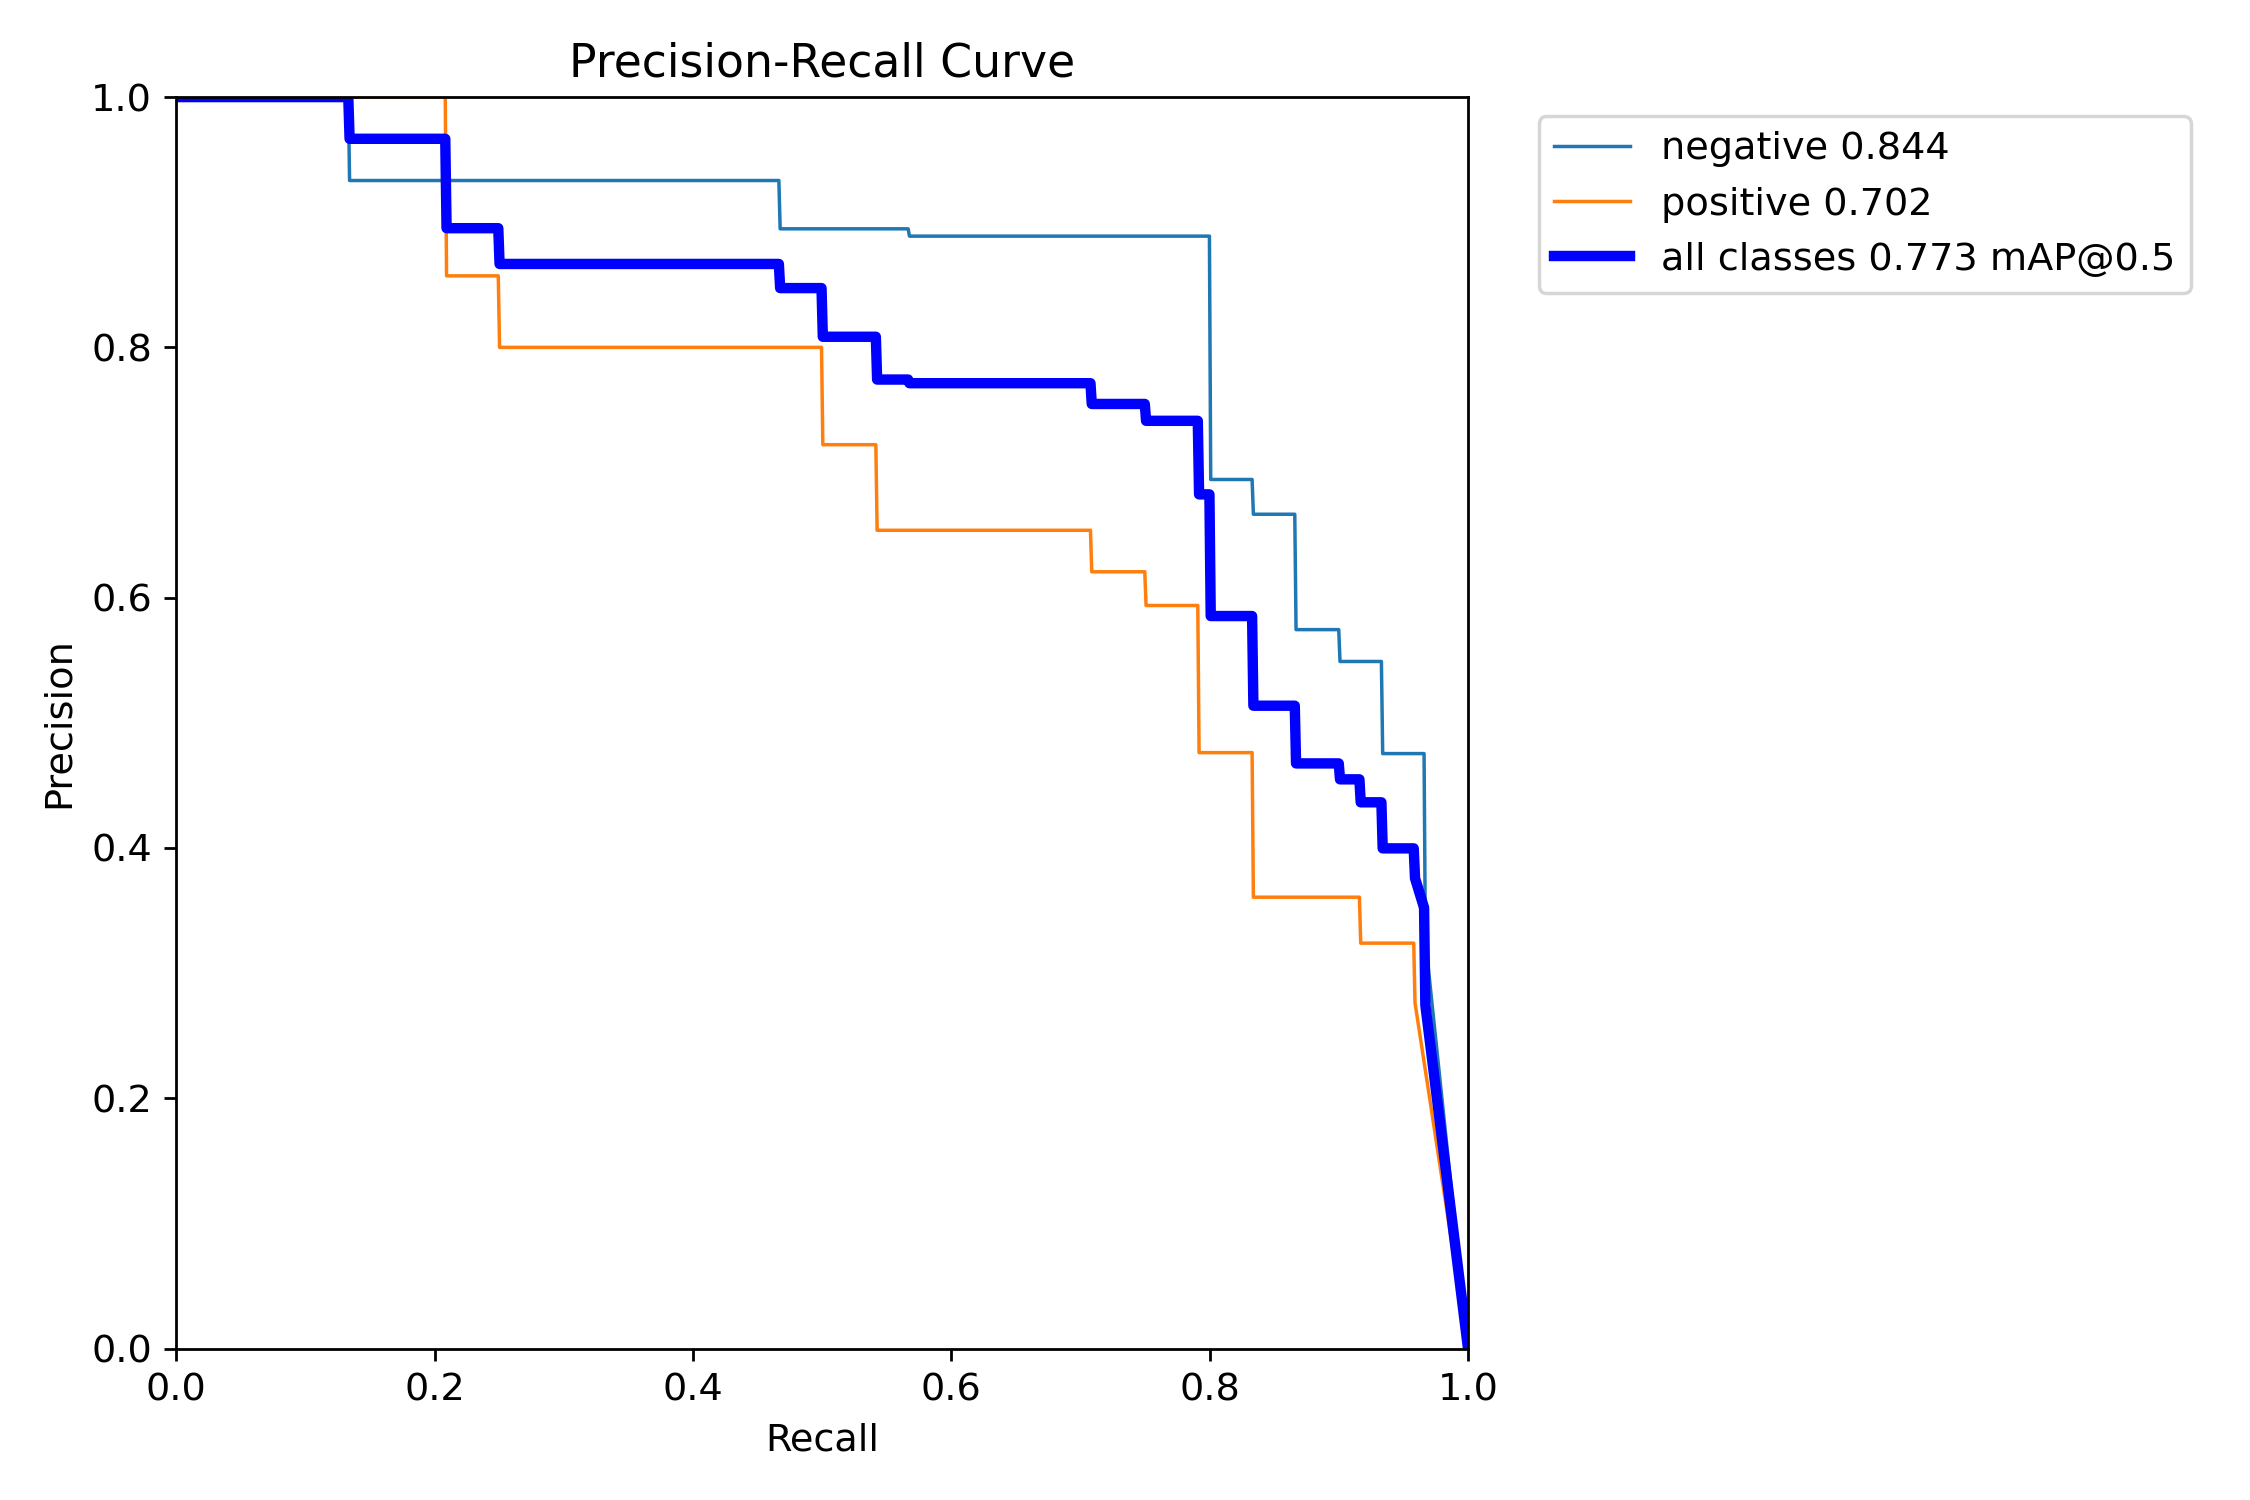 Precision-Recall Curve
1.0
0.8
0.6
0.4
0.2
0.0
Precision
0.0 0.2 0.4 0.6 0.8 1.0
Recall
negative 0.844
positive 0.702
all classes 0.773 mAP@0.5